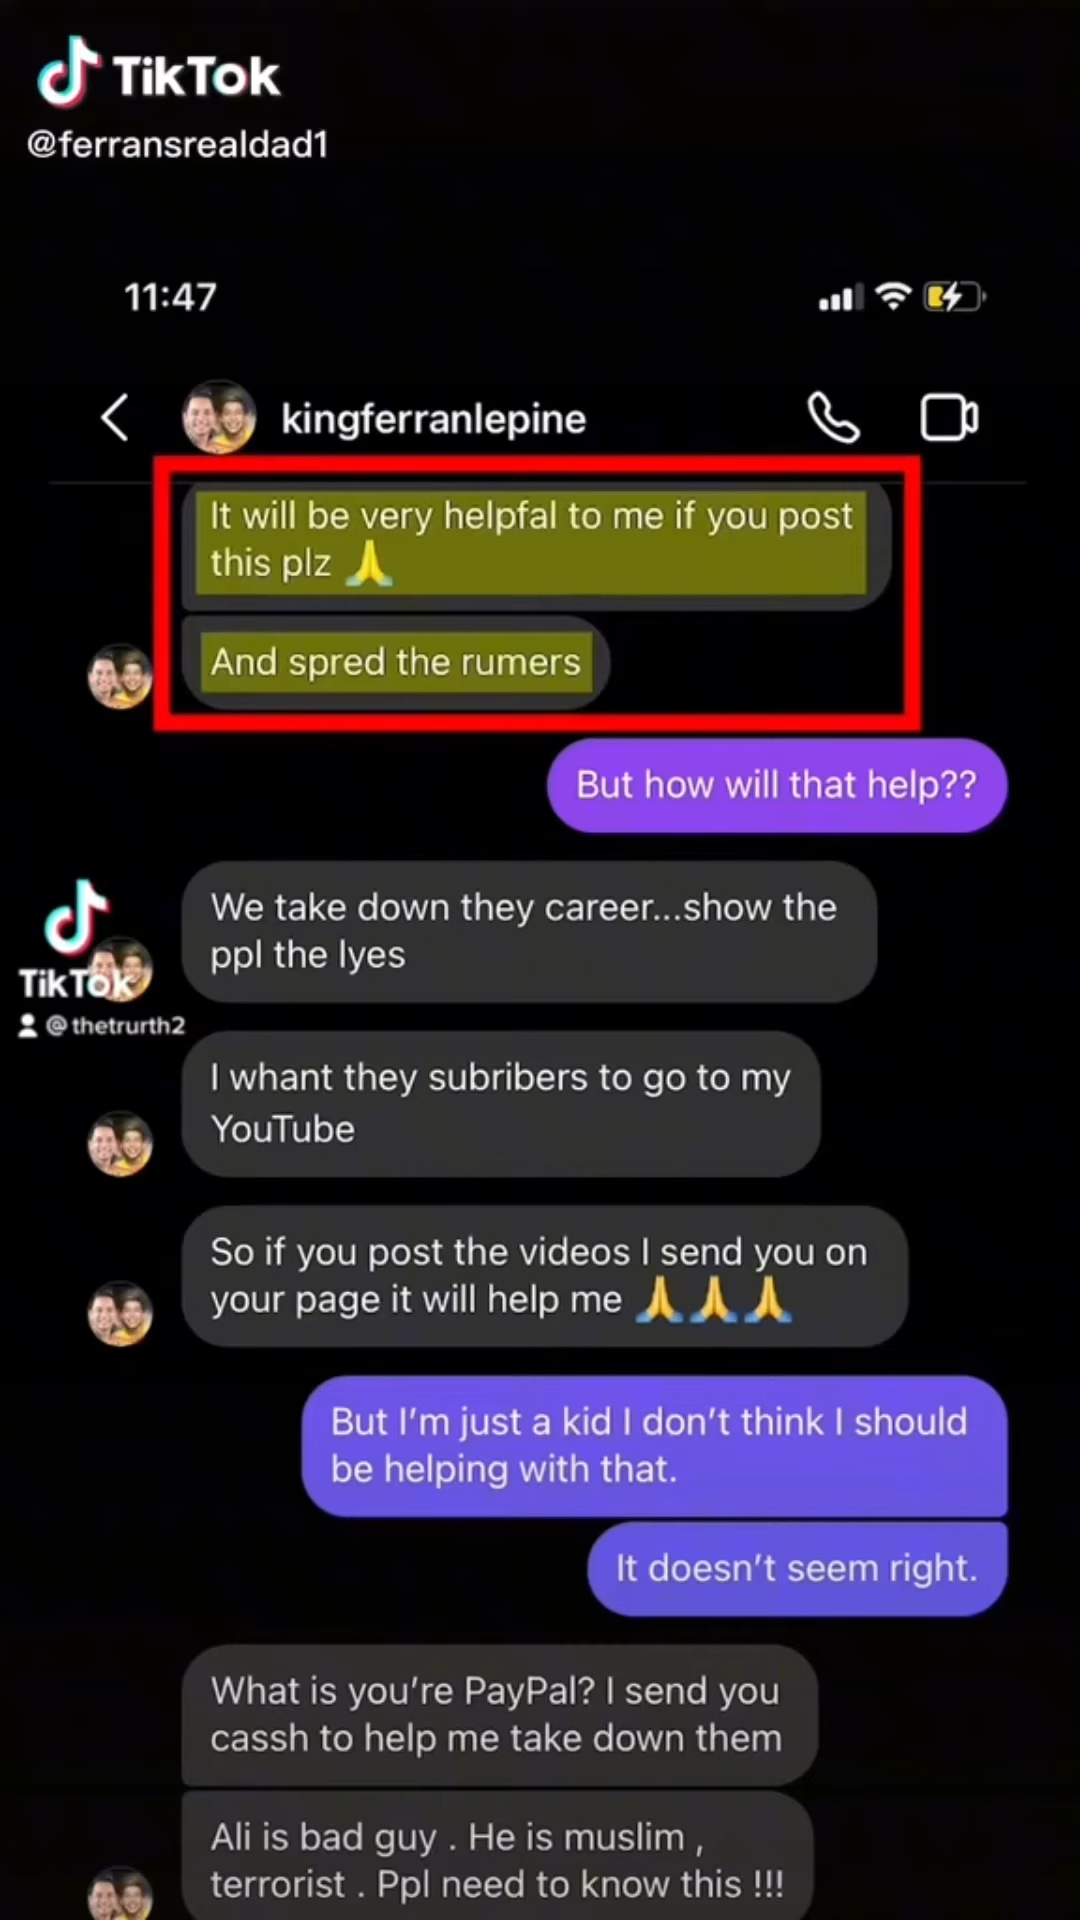 TikTok
@ferransrealdad1
11:47
kingferranlepine
It will be very helpfal to me if you post
this plz 🙏
And spred the rumers
But how will that help??
We take down they career...show the
ppl the lyes
TikTok
@thetrurth2
I whant they subribers to go to my
YouTube
So if you post the videos I send you on
your page it will help me 🙏🙏🙏
But I'm just a kid I don't think I should
be helping with that.
It doesn't seem right.
What is you're PayPal? I send you
cassh to help me take down them
Ali is bad guy . He is muslim ,
terrorist . Ppl need to know this !!!